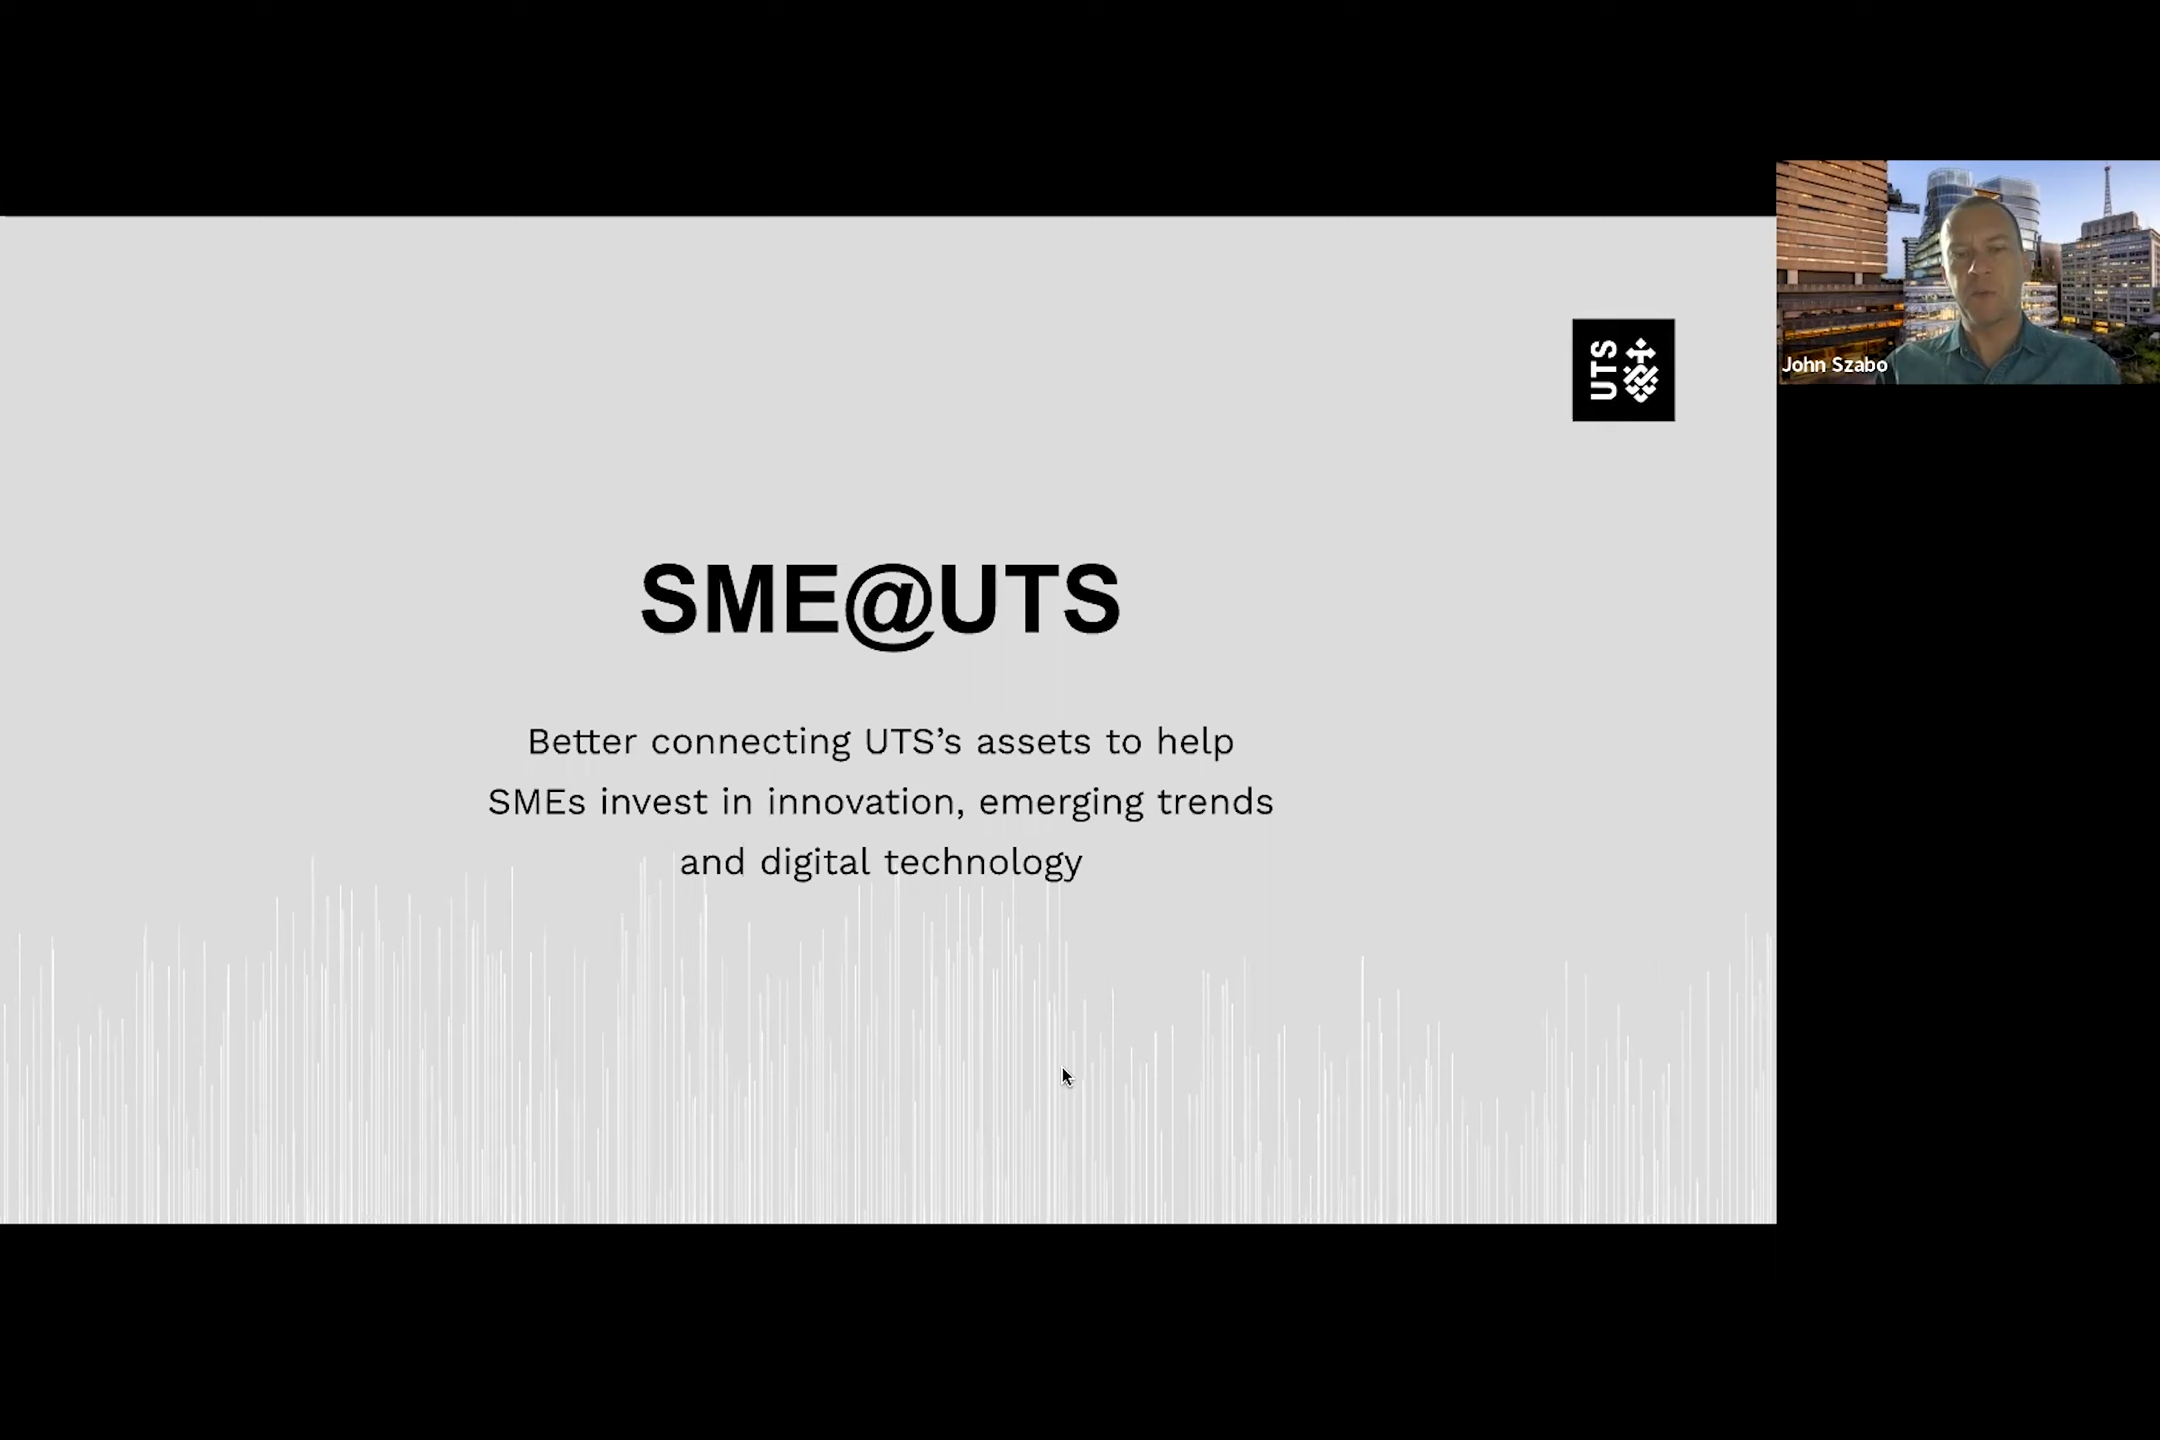 UTS
John Szabo
SME@UTS
Better connecting UTS’s assets to help
SMEs invest in innovation, emerging trends
and digital technology